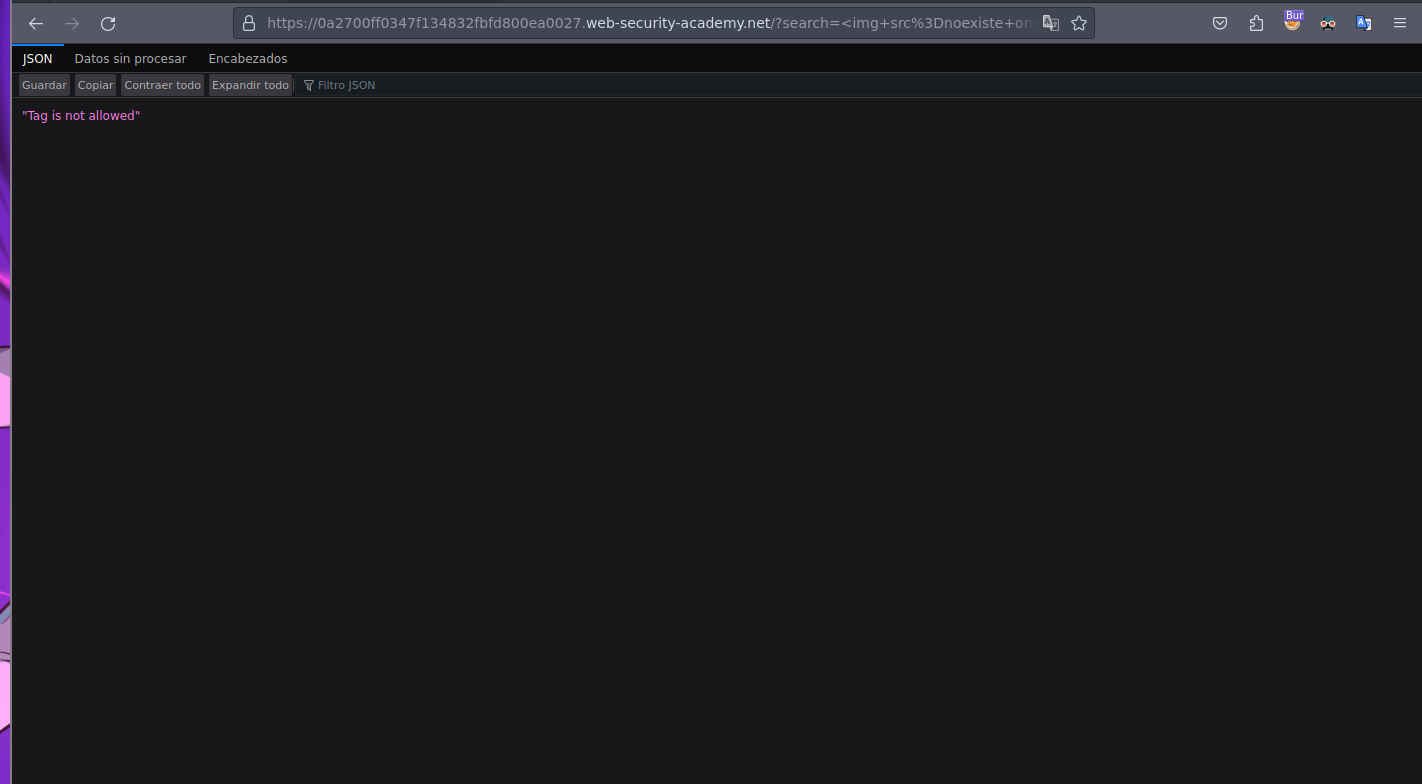 https://0a2700ff0347f134832fbfd800ea0027.web-security-academy.net/?search=<img+src%3Dnoexiste+on
Bur
JSON Datos sin procesar Encabezados
Guardar Copiar Contraer todo Expandir todo Filtro JSON
"Tag is not allowed"